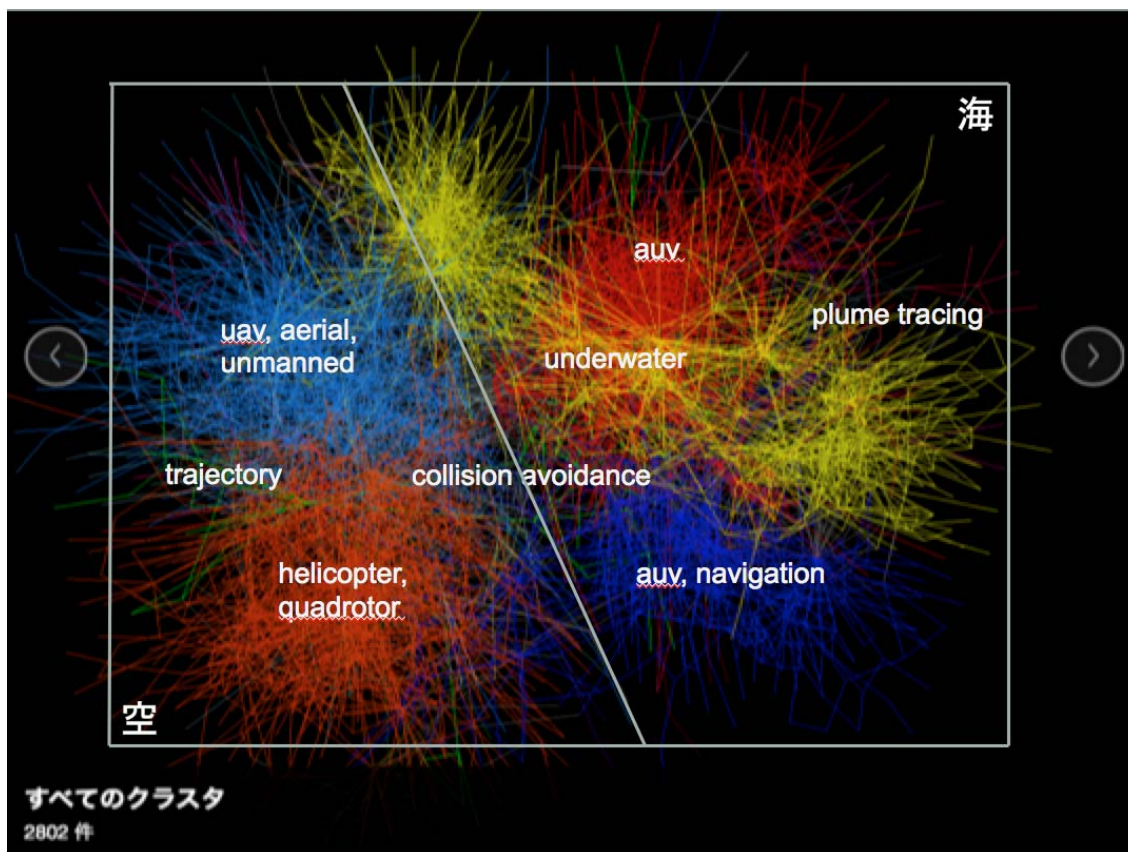 海
auv
plume tracing
uav, aerial,
unmanned
underwater
trajectory
collision avoidance
helicopter,
quadrotor
auv, navigation
空
すべてのクラスタ
2802 件